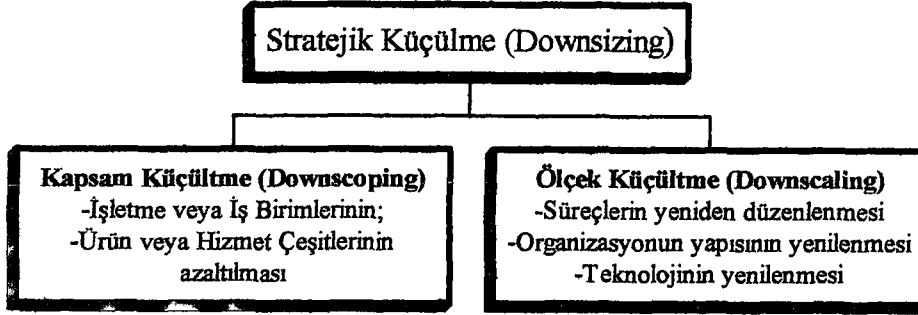 Stratejik Küçülme (Downsizing)
Kapsam Küçültme (Downscoping)
-İşletme veya İş Birimlerinin;
-Ürün veya Hizmet Çeşitlerinin
azaltılması
Ölçek Küçültme (Downscaling)
-Süreçlerin yeniden düzenlenmesi
-Organizasyonun yapısının yenilenmesi
-Teknolojinin yenilenmesi